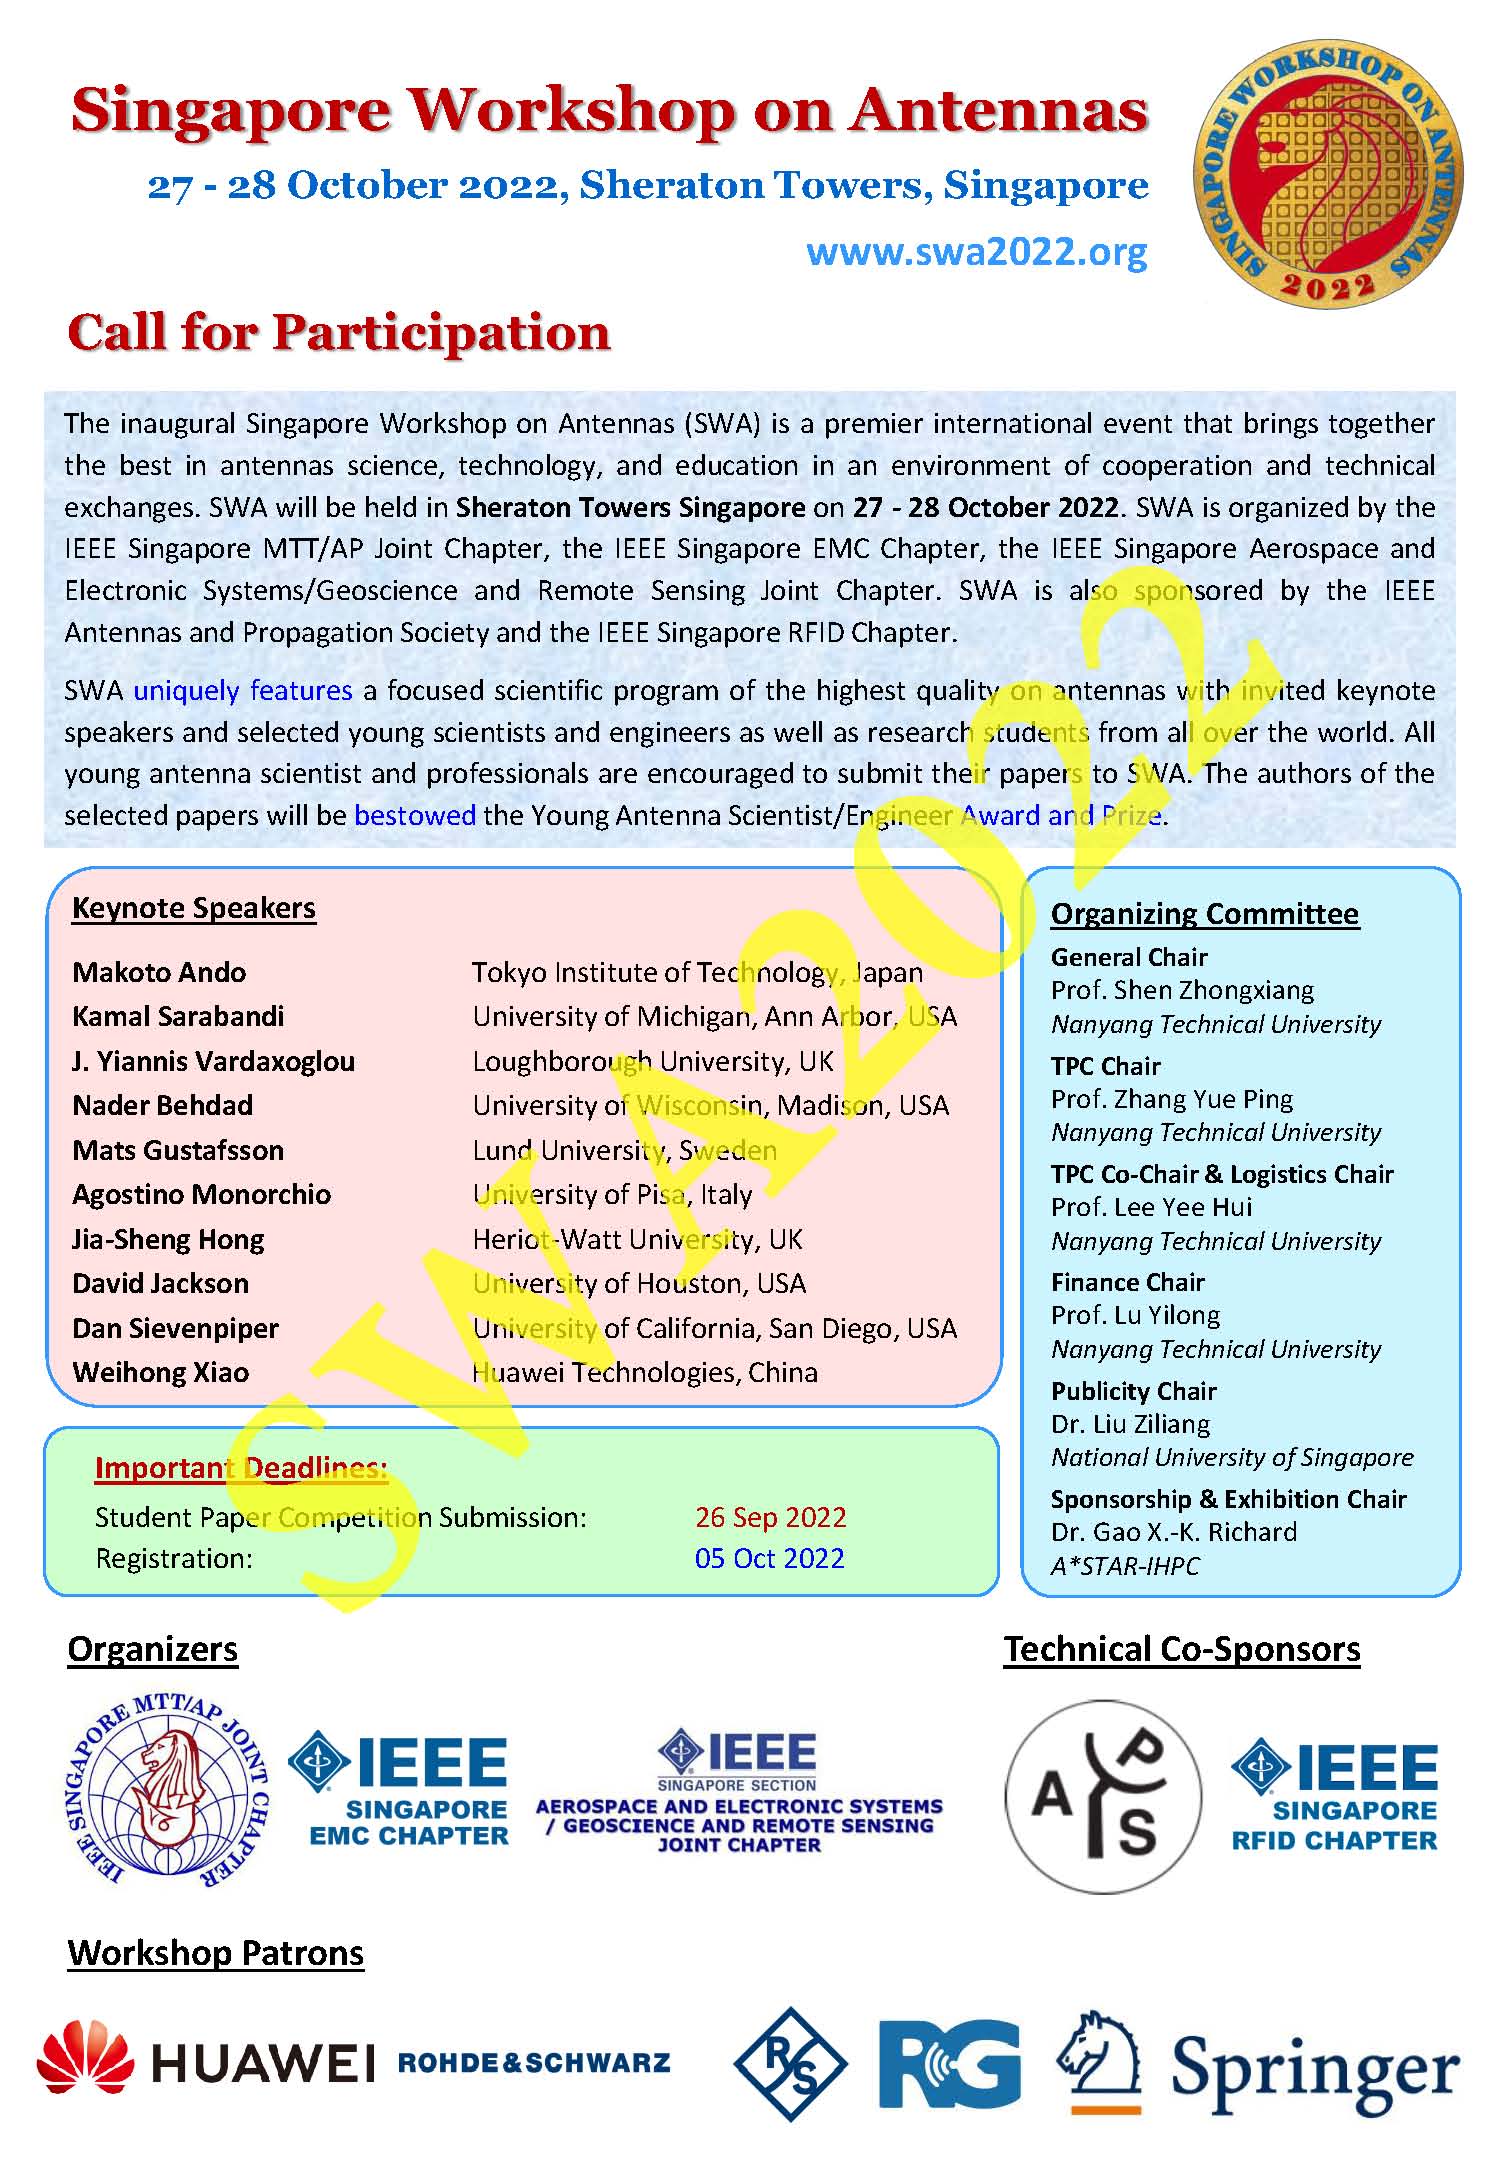 Singapore Workshop on Antennas
27 - 28 October 2022, Sheraton Towers, Singapore
www.swa2022.org
SINGAPORE WORKSHOP ON ANTENNAS
2022
Call for Participation
The inaugural Singapore Workshop on Antennas (SWA) is a premier international event that brings together
the best in antennas science, technology, and education in an environment of cooperation and technical
exchanges. SWA will be held in Sheraton Towers Singapore on 27 - 28 October 2022. SWA is organized by the
IEEE Singapore MTT/AP Joint Chapter, the IEEE Singapore EMC Chapter, the IEEE Singapore Aerospace and
Electronic Systems/Geoscience and Remote Sensing Joint Chapter. SWA is also sponsored by the IEEE
Antennas and Propagation Society and the IEEE Singapore RFID Chapter.
SWA uniquely features a focused scientific program of the highest quality on antennas with invited keynote
speakers and selected young scientists and engineers as well as research students from all over the world. All
young antenna scientist and professionals are encouraged to submit their papers to SWA. The authors of the
selected papers will be bestowed the Young Antenna Scientist/Engineer Award and Prize.
SWA2022
Keynote Speakers
Makoto Ando Tokyo Institute of Technology, Japan
Kamal Sarabandi University of Michigan, Ann Arbor, USA
J. Yiannis Vardaxoglou Loughborough University, UK
Nader Behdad University of Wisconsin, Madison, USA
Mats Gustafsson Lund University, Sweden
Agostino Monorchio University of Pisa, Italy
Jia-Sheng Hong Heriot-Watt University, UK
David Jackson University of Houston, USA
Dan Sievenpiper University of California, San Diego, USA
Weihong Xiao Huawei Technologies, China
Important Deadlines:
Student Paper Competition Submission: 26 Sep 2022
Registration: 05 Oct 2022
Organizing Committee
General Chair
Prof. Shen Zhongxiang
Nanyang Technical University
TPC Chair
Prof. Zhang Yue Ping
Nanyang Technical University
TPC Co-Chair & Logistics Chair
Prof. Lee Yee Hui
Nanyang Technical University
Finance Chair
Prof. Lu Yilong
Nanyang Technical University
Publicity Chair
Dr. Liu Ziliang
National University of Singapore
Sponsorship & Exhibition Chair
Dr. Gao X.-K. Richard
A*STAR-IHPC
Organizers
IEEE SINGAPORE MTT/AP JOINT CHAPTER
IEEE
SINGAPORE
EMC CHAPTER
IEEE
SINGAPORE SECTION
AEROSPACE AND ELECTRONIC SYSTEMS
/ GEOSCIENCE AND REMOTE SENSING
JOINT CHAPTER
Technical Co-Sponsors
APS
IEEE
SINGAPORE
RFID CHAPTER
Workshop Patrons
HUAWEI
ROHDE&SCHWARZ
R/S
RG
Springer